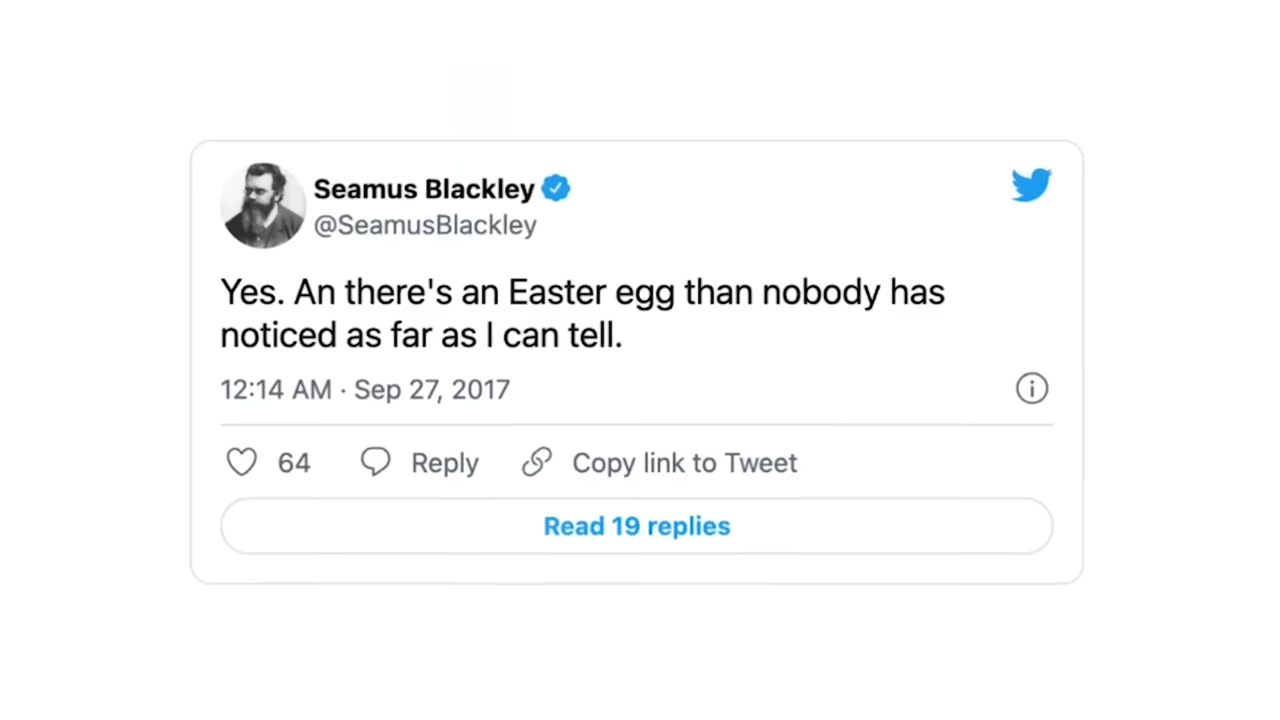 Seamus Blackley
@SeamusBlackley
Yes. An there's an Easter egg than nobody has
noticed as far as I can tell.
12:14 AM · Sep 27, 2017
64 Reply Copy link to Tweet
Read 19 replies